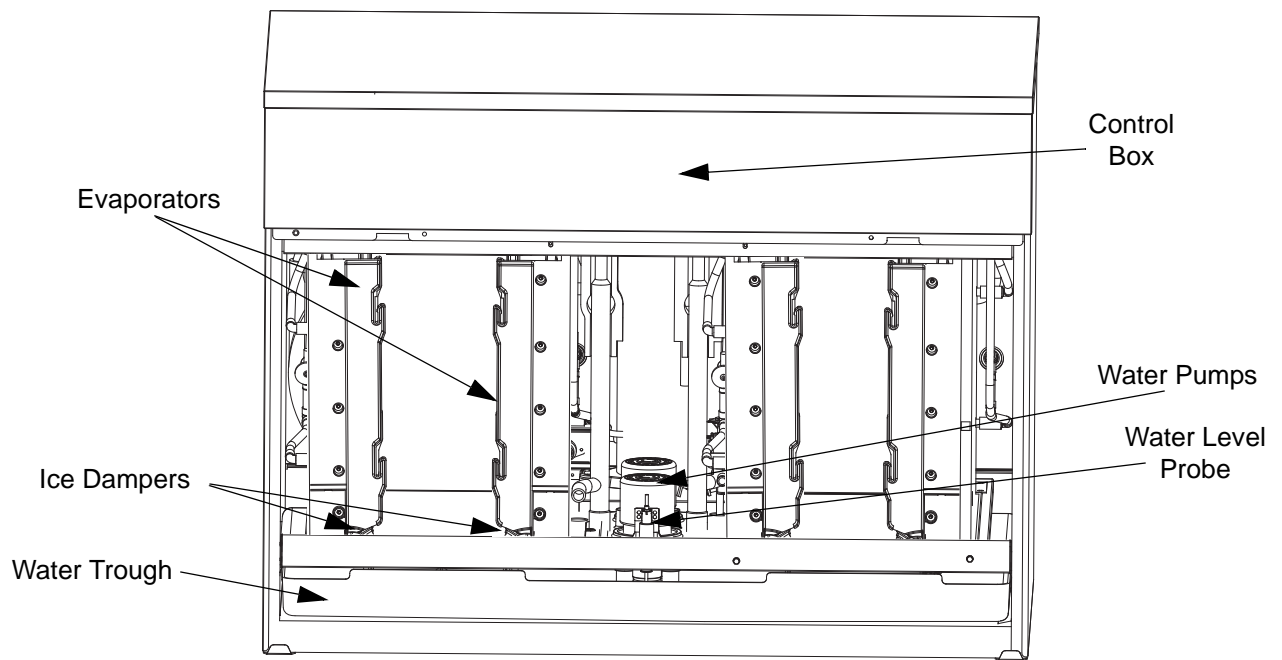 Control
Box
Evaporators
Water Pumps
Water Level
Probe
Ice Dampers
Water Trough